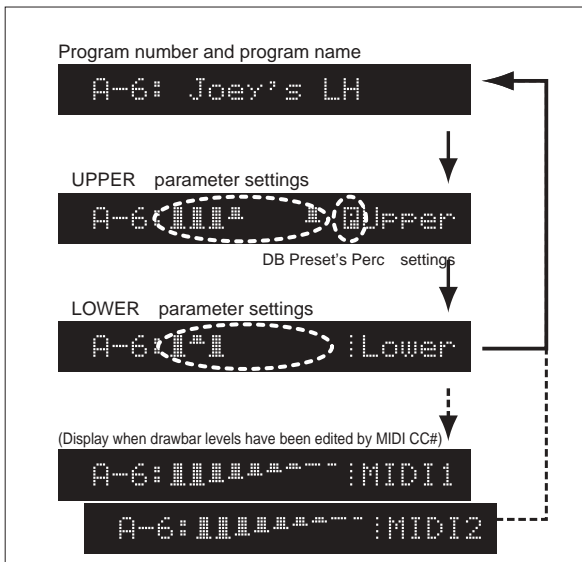 Program number and program name
A-6: Joey's LH
UPPER parameter settings
A-6: Upper
DB Preset's Perc settings
LOWER parameter settings
A-6: Lower
(Display when drawbar levels have been edited by MIDI CC#)
A-6: MIDI1
A-6: MIDI2